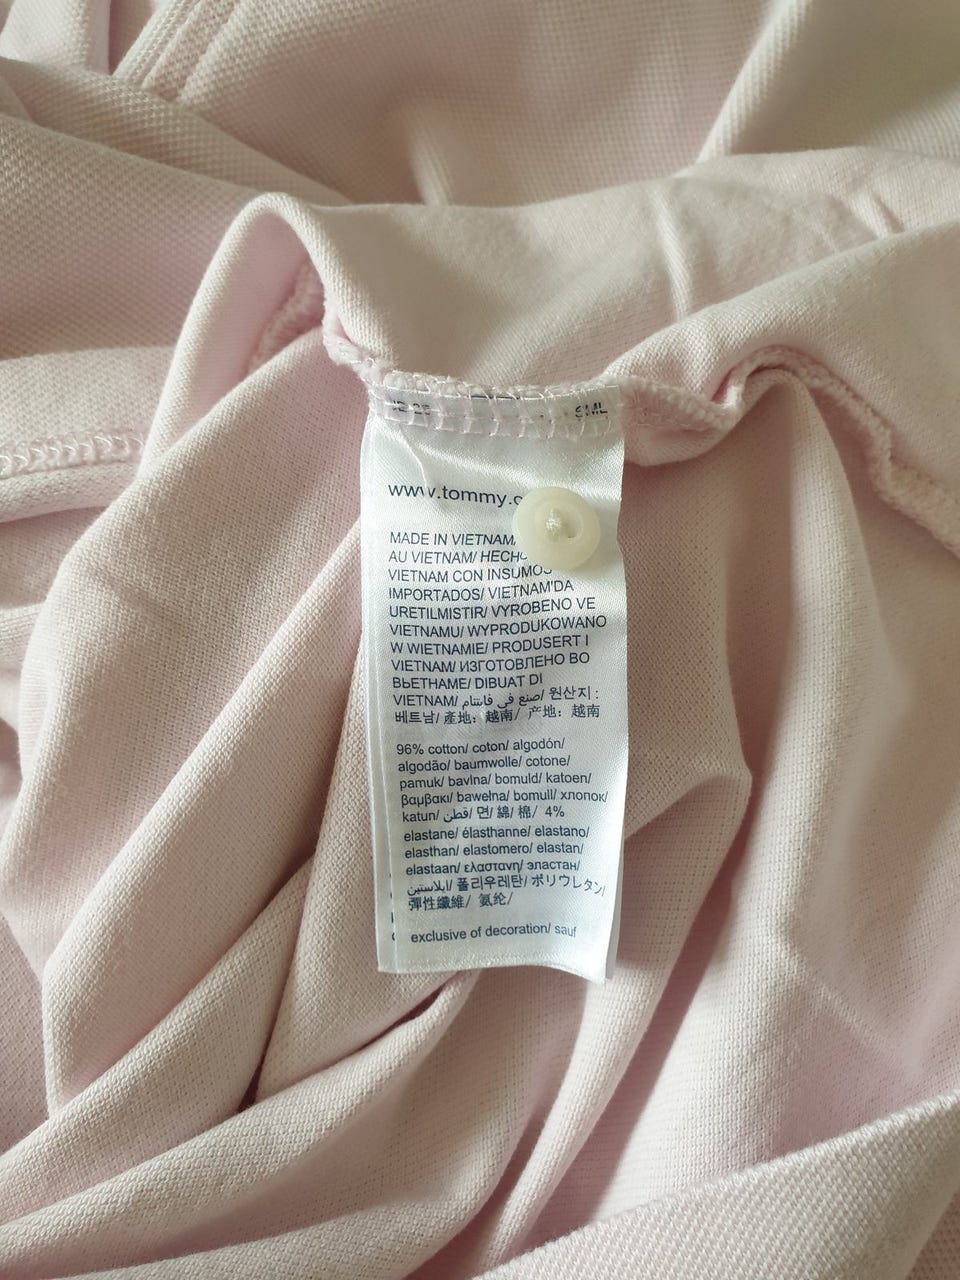 SML
www.tommy.c
MADE IN VIETNAM/
AU VIETNAM/ HECHO
VIETNAM CON INSUMOS
IMPORTADOS/ VIETNAM'DA
URETILMISTIR/ VYROBENO VE
VIETNAMU/ WYPRODUKOWANO
W WIETNAMIE/ PRODUSERT I
VIETNAM/ ИЗГОТОВЛЕНО ВО
ВЬЕТНАМЕ/ DIBUAT DI
VIETNAM/ صنع في فايتنام/ 원산지 :
베트남/ 產地: 越南/ 产地: 越南
96% cotton/ coton/ algodón/
algodão/ baumwolle/ cotone/
pamuk/ bavlna/ bomuld/ katoen/
βαμβακι/ bawełna/ bomull/ хлопок/
katun/ قطن/ 면/ 綿/ 棉/ 4%
elastane/ élasthanne/ elastano/
elasthan/ elastomero/ elastan/
elastaan/ ελαστανη/ эластан/
ايلاستين/ 폴리우레탄/ ポリウレタン/
彈性纖維/ 氨纶/
exclusive of decoration/ sauf